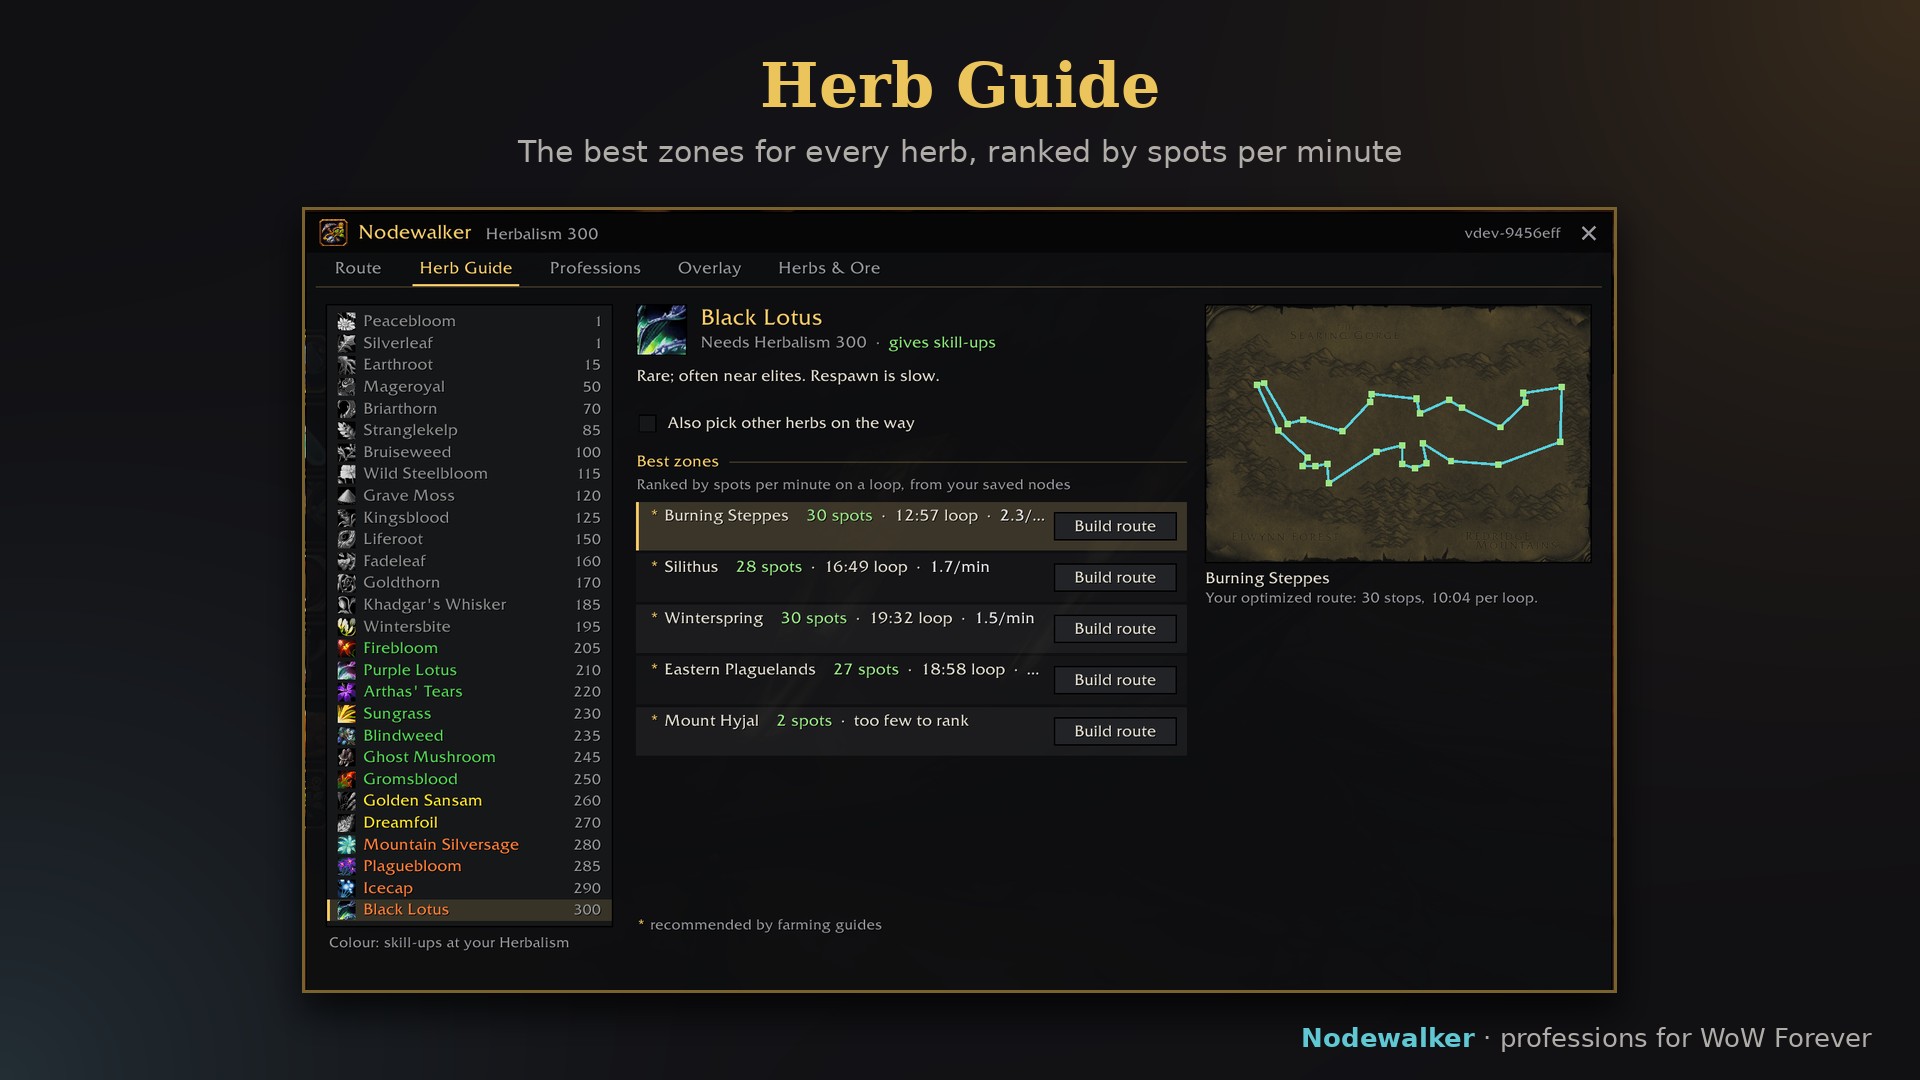 Herb Guide
The best zones for every herb, ranked by spots per minute
Nodewalker Herbalism 300
vdev-9456eff
Route Herb Guide Professions Overlay Herbs & Ore
Peacebloom 1
Silverleaf 1
Earthroot 15
Mageroyal 50
Briarthorn 70
Stranglekelp 85
Bruiseweed 100
Wild Steelbloom 115
Grave Moss 120
Kingsblood 125
Liferoot 150
Fadeleaf 160
Goldthorn 170
Khadgar's Whisker 185
Wintersbite 195
Firebloom 205
Purple Lotus 210
Arthas' Tears 220
Sungrass 230
Blindweed 235
Ghost Mushroom 245
Gromsblood 250
Golden Sansam 260
Dreamfoil 270
Mountain Silversage 280
Plaguebloom 285
Icecap 290
Black Lotus 300
Colour: skill-ups at your Herbalism
Black Lotus
Needs Herbalism 300 · gives skill-ups
Rare; often near elites. Respawn is slow.
Also pick other herbs on the way
Best zones
Ranked by spots per minute on a loop, from your saved nodes
* Burning Steppes 30 spots · 12:57 loop · 2.3/... Build route
* Silithus 28 spots · 16:49 loop · 1.7/min Build route
* Winterspring 30 spots · 19:32 loop · 1.5/min Build route
* Eastern Plaguelands 27 spots · 18:58 loop · ... Build route
* Mount Hyjal 2 spots · too few to rank Build route
* recommended by farming guides
Burning Steppes
Your optimized route: 30 stops, 10:04 per loop.
Nodewalker · professions for WoW Forever